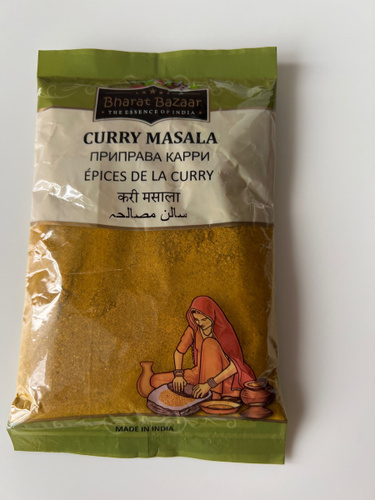 Bharat Bazaar
• THE ESSENCE OF INDIA •
CURRY MASALA
ПРИПРАВА КАРРИ
ÉPICES DE LA CURRY
करी मसाला
سالن مصالحہ
MADE IN INDIA